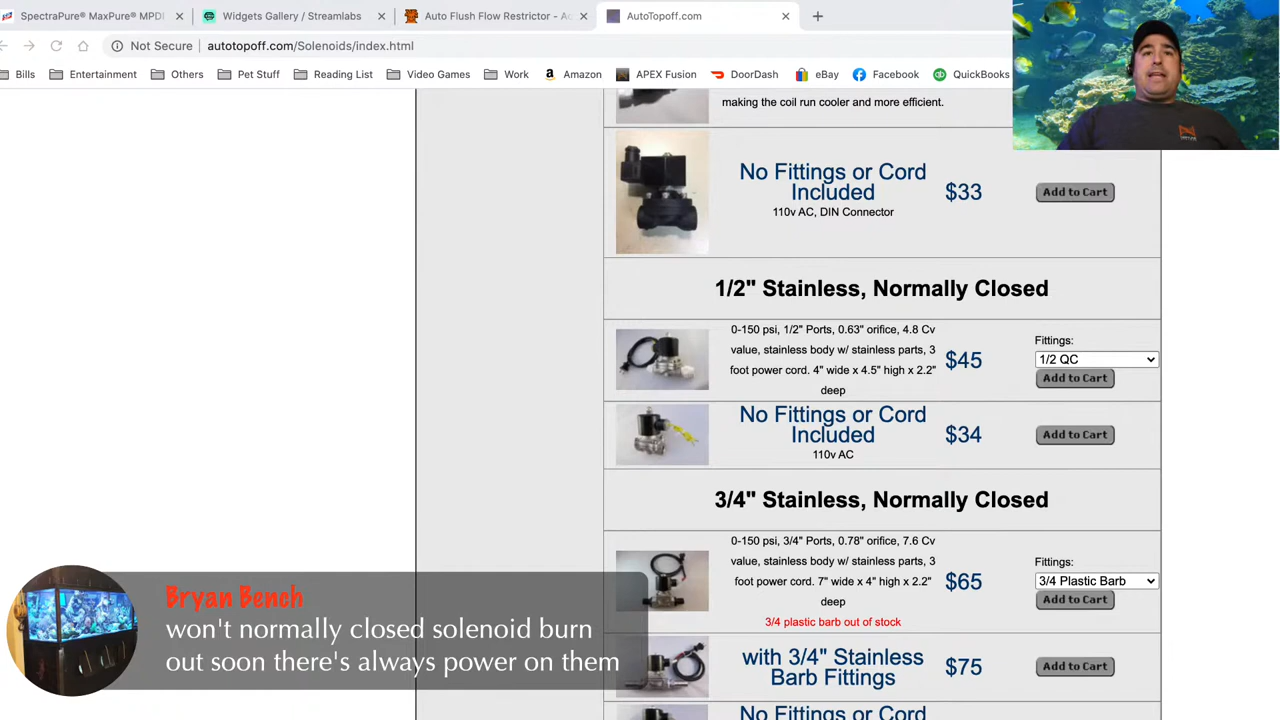 SpectraPure® MaxPure® MPDI
Widgets Gallery / Streamlabs
Auto Flush Flow Restrictor - Ac
AutoTopoff.com
Not Secure
autotopoff.com/Solenoids/index.html
Bills
Entertainment
Others
Pet Stuff
Reading List
Video Games
Work
Amazon
APEX Fusion
DoorDash
eBay
Facebook
QuickBooks
making the coil run cooler and more efficient.
No Fittings or Cord
Included
110v AC, DIN Connector
$33
Add to Cart
1/2" Stainless, Normally Closed
0-150 psi, 1/2" Ports, 0.63" orifice, 4.8 Cv
value, stainless body w/ stainless parts, 3
foot power cord. 4" wide x 4.5" high x 2.2"
deep
$45
Fittings:
1/2 QC
Add to Cart
No Fittings or Cord
Included
110v AC
$34
Add to Cart
3/4" Stainless, Normally Closed
0-150 psi, 3/4" Ports, 0.78" orifice, 7.6 Cv
value, stainless body w/ stainless parts, 3
foot power cord. 7" wide x 4" high x 2.2"
deep
3/4 plastic barb out of stock
$65
Fittings:
3/4 Plastic Barb
Add to Cart
with 3/4" Stainless
Barb Fittings
$75
Add to Cart
No Fittings or Cord
Bryan Bench
won't normally closed solenoid burn
out soon there's always power on them